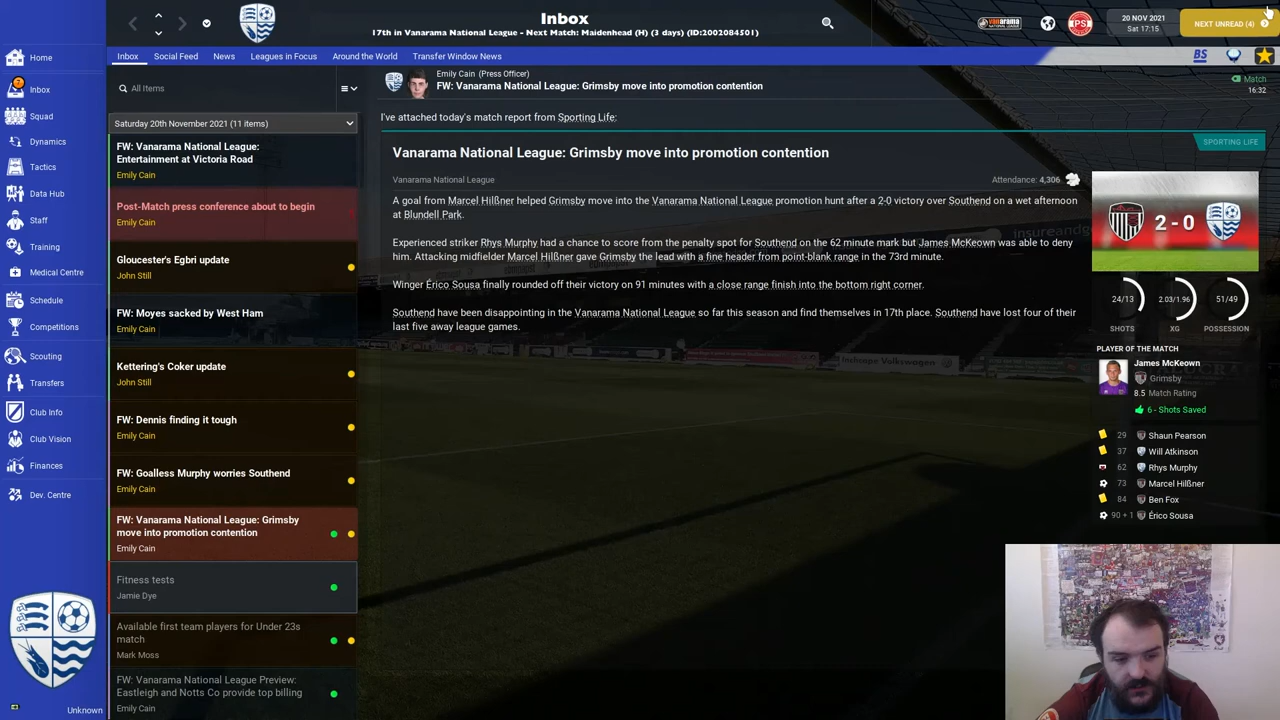 Inbox
17th in Vanarama National League - Next Match: Maidenhead (H) (3 days) (ID:2002084501)
20 NOV 2021
Sat 17:15
NEXT UNREAD (4)
Home
Inbox
Squad
Dynamics
Tactics
Data Hub
Staff
Training
Medical Centre
Schedule
Competitions
Scouting
Transfers
Club Info
Club Vision
Finances
Dev. Centre
Unknown
Inbox
Social Feed
News
Leagues in Focus
Around the World
Transfer Window News
BS
All Items
Saturday 20th November 2021 (11 items)
FW: Vanarama National League:
Entertainment at Victoria Road
Emily Cain
Post-Match press conference about to begin
Emily Cain
Gloucester's Egbri update
John Still
FW: Moyes sacked by West Ham
Emily Cain
Kettering's Coker update
John Still
FW: Dennis finding it tough
Emily Cain
FW: Goalless Murphy worries Southend
Emily Cain
FW: Vanarama National League: Grimsby
move into promotion contention
Emily Cain
Fitness tests
Jamie Dye
Available first team players for Under 23s
match
Mark Moss
FW: Vanarama National League Preview:
Eastleigh and Notts Co provide top billing
Emily Cain
Emily Cain (Press Officer)
FW: Vanarama National League: Grimsby move into promotion contention
Match
16:32
I've attached today's match report from Sporting Life:
SPORTING LIFE
Vanarama National League: Grimsby move into promotion contention
Vanarama National League
Attendance: 4,306
A goal from Marcel Hilßner helped Grimsby move into the Vanarama National League promotion hunt after a 2-0 victory over Southend on a wet afternoon
at Blundell Park.
Experienced striker Rhys Murphy had a chance to score from the penalty spot for Southend on the 62 minute mark but James McKeown was able to deny
him. Attacking midfielder Marcel Hilßner gave Grimsby the lead with a fine header from point-blank range in the 73rd minute.
Winger Érico Sousa finally rounded off their victory on 91 minutes with a close range finish into the bottom right corner.
Southend have been disappointing in the Vanarama National League so far this season and find themselves in 17th place. Southend have lost four of their
last five away league games.
2-0
24/13
2.03/1.96
51/49
SHOTS
XG
POSSESSION
PLAYER OF THE MATCH
James McKeown
Grimsby
8.5 Match Rating
6 - Shots Saved
29 Shaun Pearson
37 Will Atkinson
62 Rhys Murphy
73 Marcel Hilßner
84 Ben Fox
90 + 1 Érico Sousa